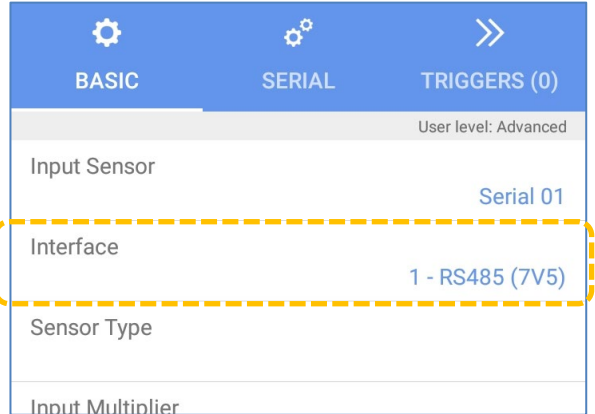 BASIC SERIAL TRIGGERS (0)
User level: Advanced
Input Sensor
Serial 01
Interface
1 - RS485 (7V5)
Sensor Type
Input Multiplier